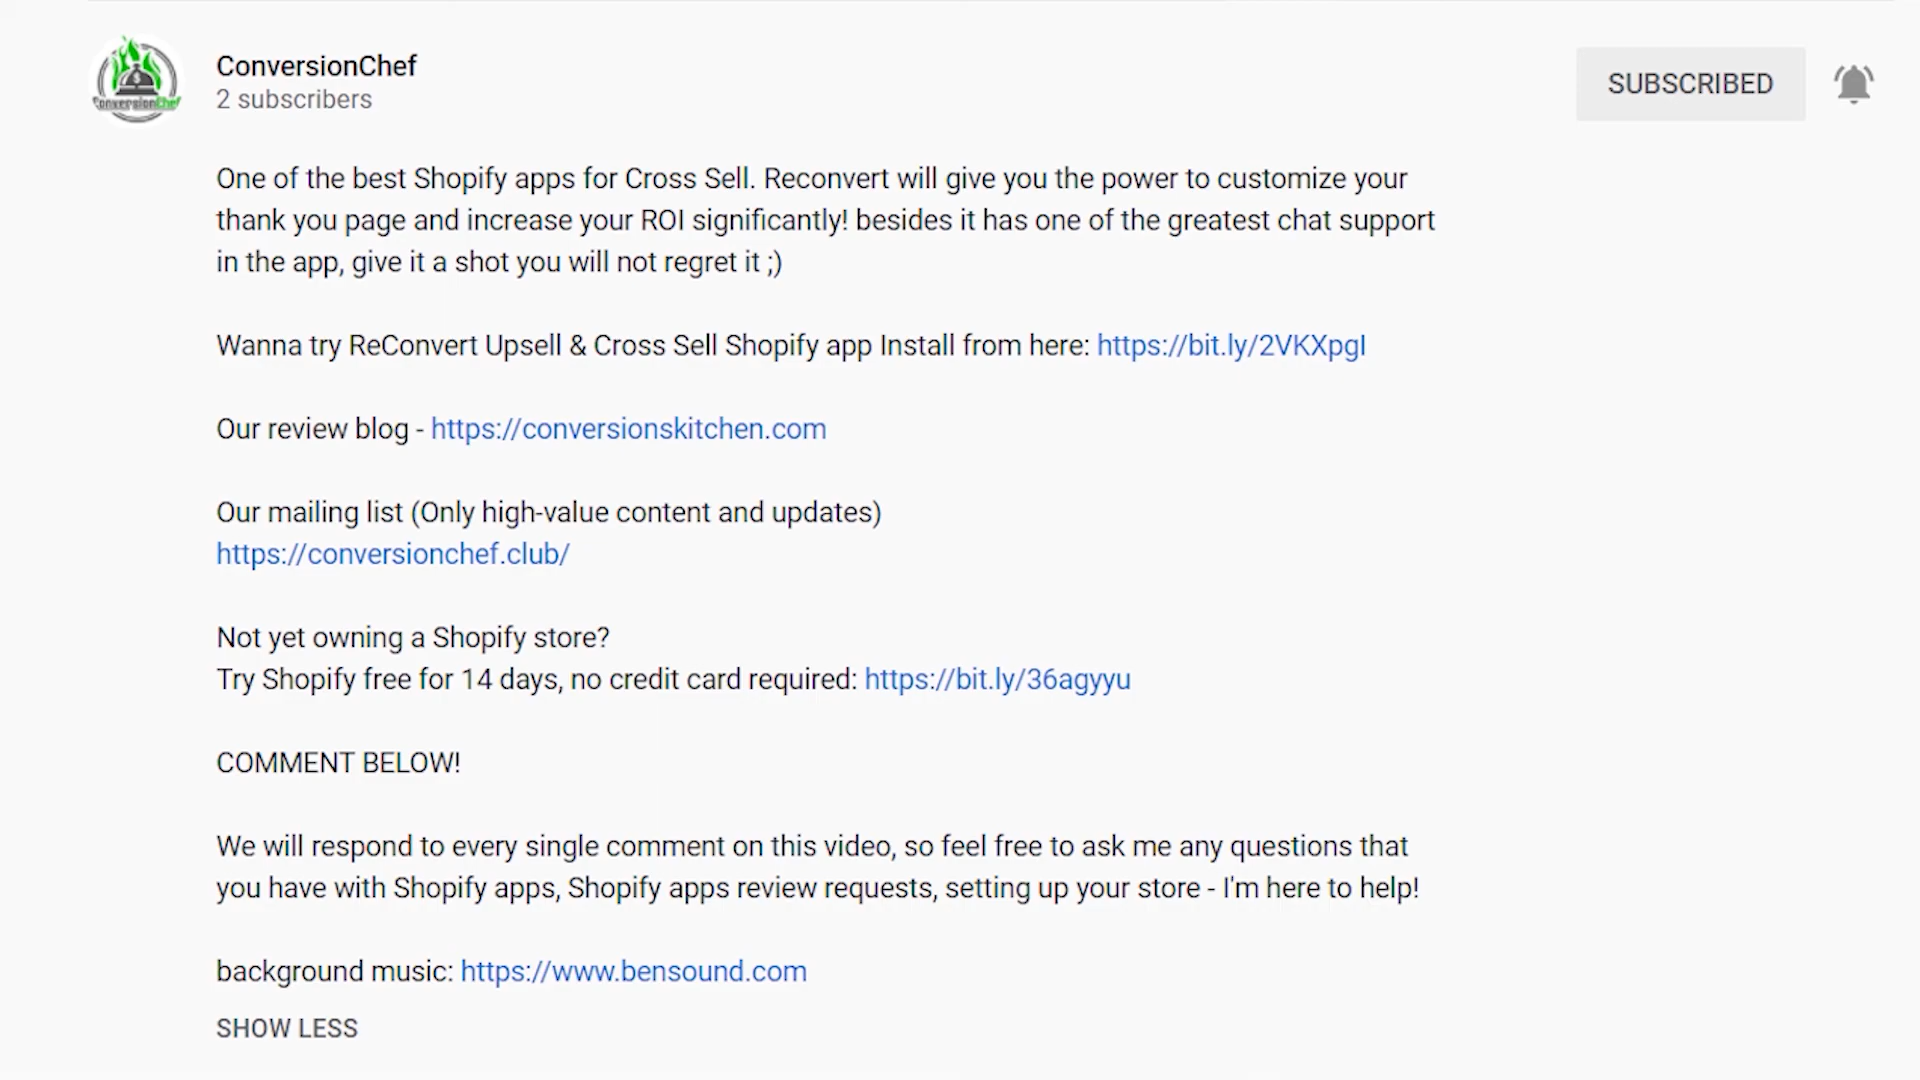 ConversionChef
ConversionChef
2 subscribers
SUBSCRIBED
One of the best Shopify apps for Cross Sell. Reconvert will give you the power to customize your
thank you page and increase your ROI significantly! besides it has one of the greatest chat support
in the app, give it a shot you will not regret it ;)
Wanna try ReConvert Upsell & Cross Sell Shopify app Install from here: https://bit.ly/2VKXpgI
Our review blog - https://conversionskitchen.com
Our mailing list (Only high-value content and updates)
https://conversionchef.club/
Not yet owning a Shopify store?
Try Shopify free for 14 days, no credit card required: https://bit.ly/36agyyu
COMMENT BELOW!
We will respond to every single comment on this video, so feel free to ask me any questions that
you have with Shopify apps, Shopify apps review requests, setting up your store - I'm here to help!
background music: https://www.bensound.com
SHOW LESS